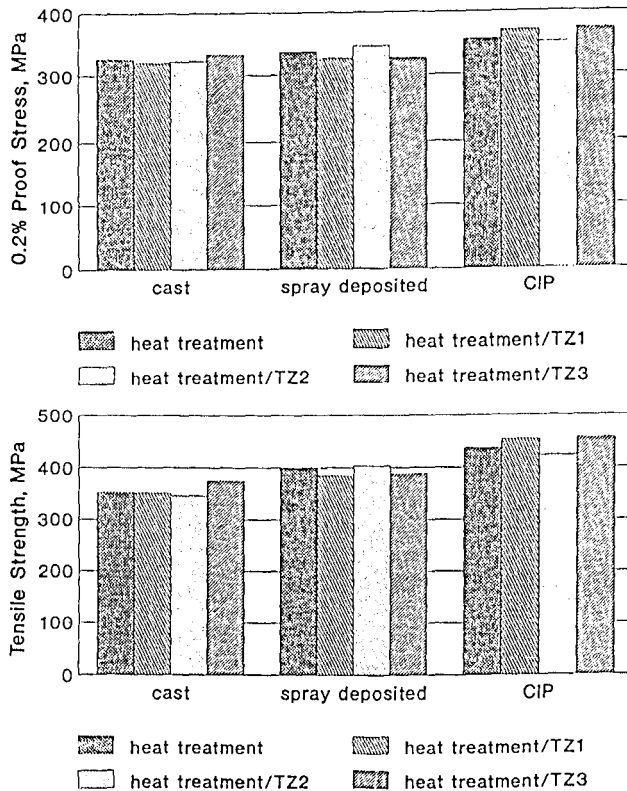 400
300
200
100
0
0.2% Proof Stress, MPa
cast spray deposited CIP
heat treatment heat treatment/TZ1
heat treatment/TZ2 heat treatment/TZ3
500
400
300
200
100
0
Tensile Strength, MPa
cast spray deposited CIP
heat treatment heat treatment/TZ1
heat treatment/TZ2 heat treatment/TZ3